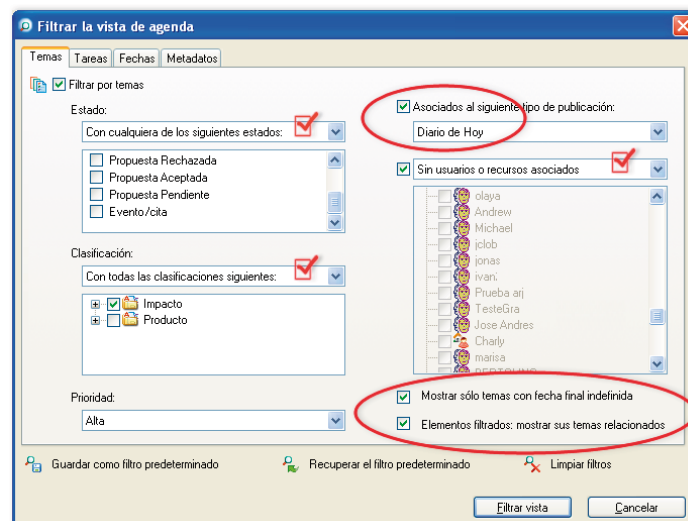 Filtrar la vista de agenda
Temas Tareas Fechas Metadatos
Filtrar por temas
Estado:
Con cualquiera de los siguientes estados:
Propuesta Rechazada
Propuesta Aceptada
Propuesta Pendiente
Evento/cita
Clasificación:
Con todas las clasificaciones siguientes:
Impacto
Producto
Prioridad:
Alta
Asociados al siguiente tipo de publicación:
Diario de Hoy
Sin usuarios o recursos asociados
olaya
Andrew
Michael
jclob
jonas
ivan;
Prueba arj
TesteGra
Jose Andres
Charly
marisa
Mostrar sólo temas con fecha final indefinida
Elementos filtrados: mostrar sus temas relacionados
Guardar como filtro predeterminado Recuperar el filtro predeterminado Limpiar filtros
Filtrar vista Cancelar